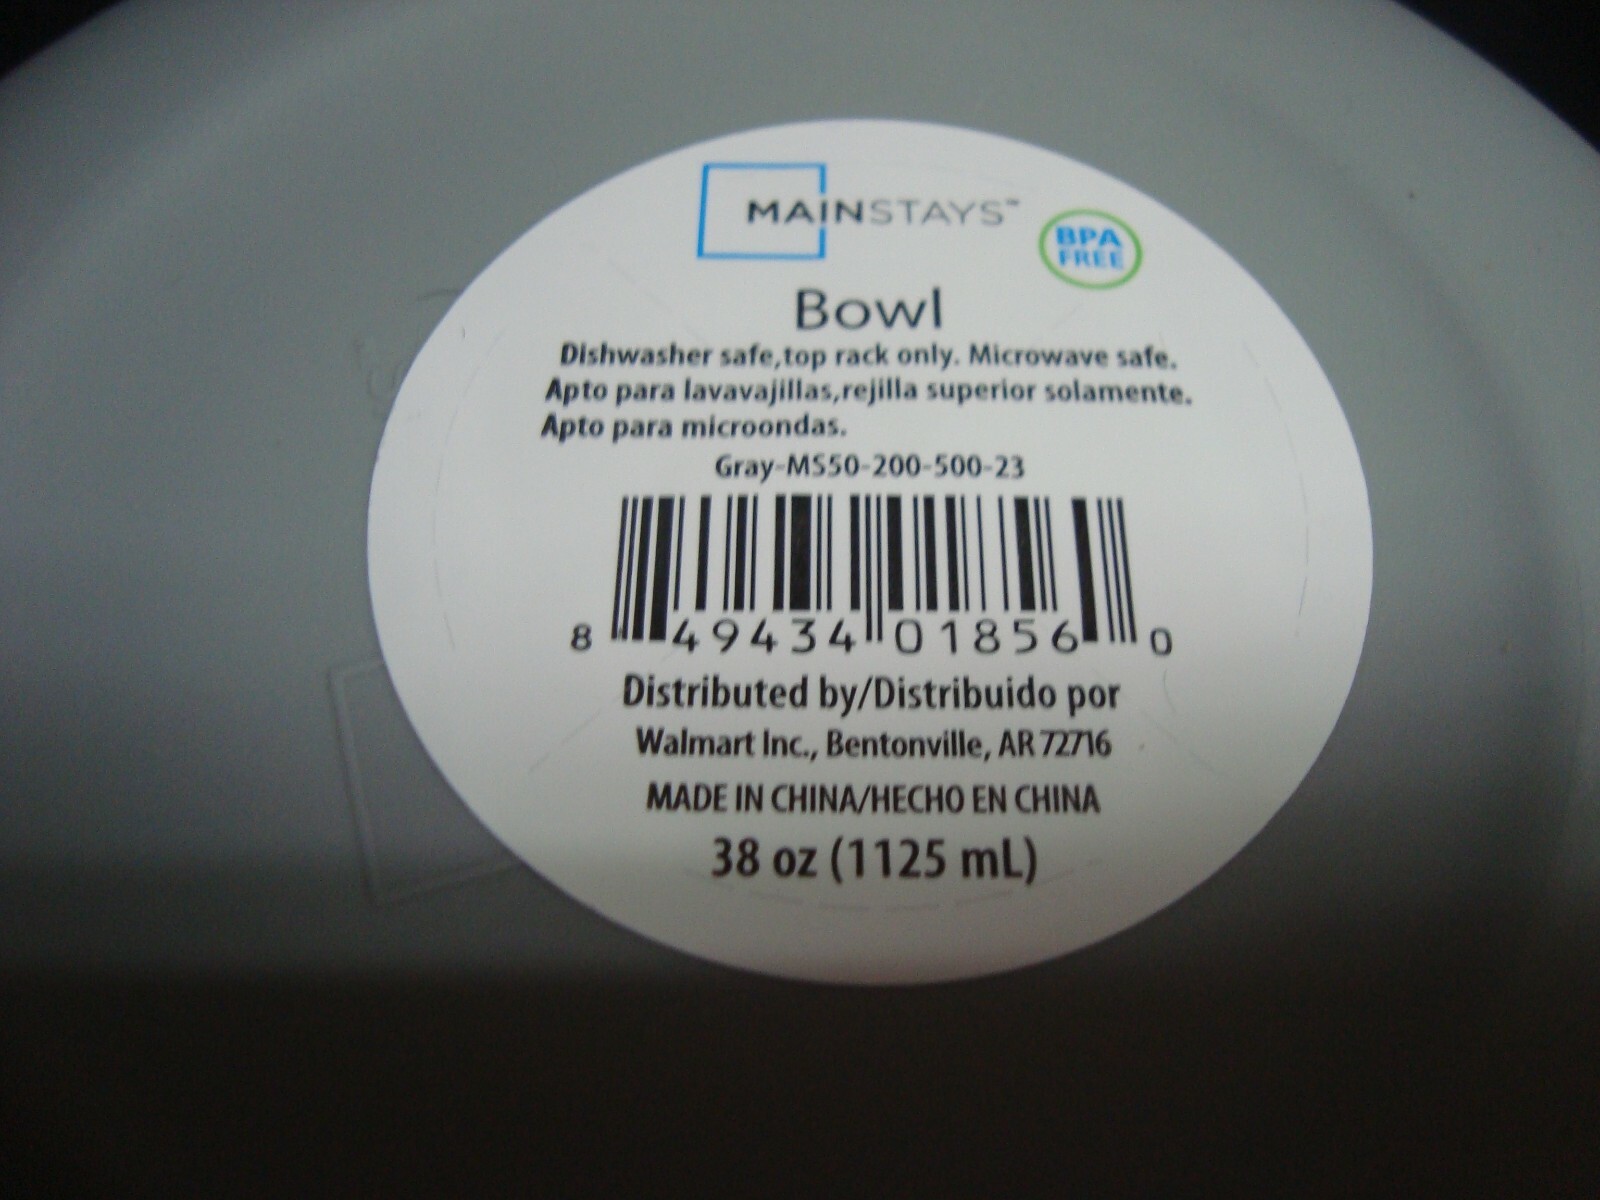 MAINSTAYS™
BPA
FREE
Bowl
Dishwasher safe,top rack only. Microwave safe.
Apto para lavavajillas,rejilla superior solamente.
Apto para microondas.
Gray-MS50-200-500-23
8 49434 01856 0
Distributed by/Distribuido por
Walmart Inc., Bentonville, AR 72716
MADE IN CHINA/HECHO EN CHINA
38 oz (1125 mL)